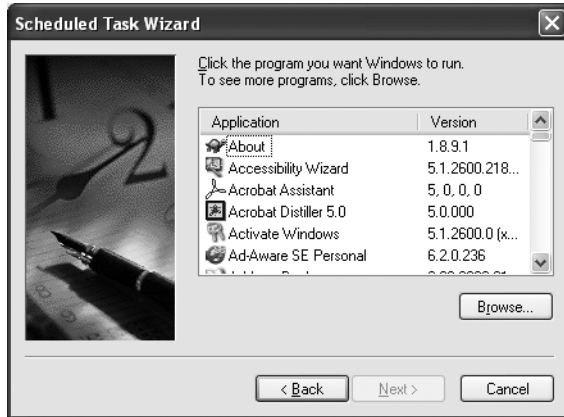 Scheduled Task Wizard
Click the program you want Windows to run.
To see more programs, click Browse.
Application Version
About 1.8.9.1
Accessibility Wizard 5.1.2600.218...
Acrobat Assistant 5, 0, 0, 0
Acrobat Distiller 5.0 5.0.000
Activate Windows 5.1.2600.0 (x...
Ad-Aware SE Personal 6.2.0.236
Browse...
< Back Next > Cancel